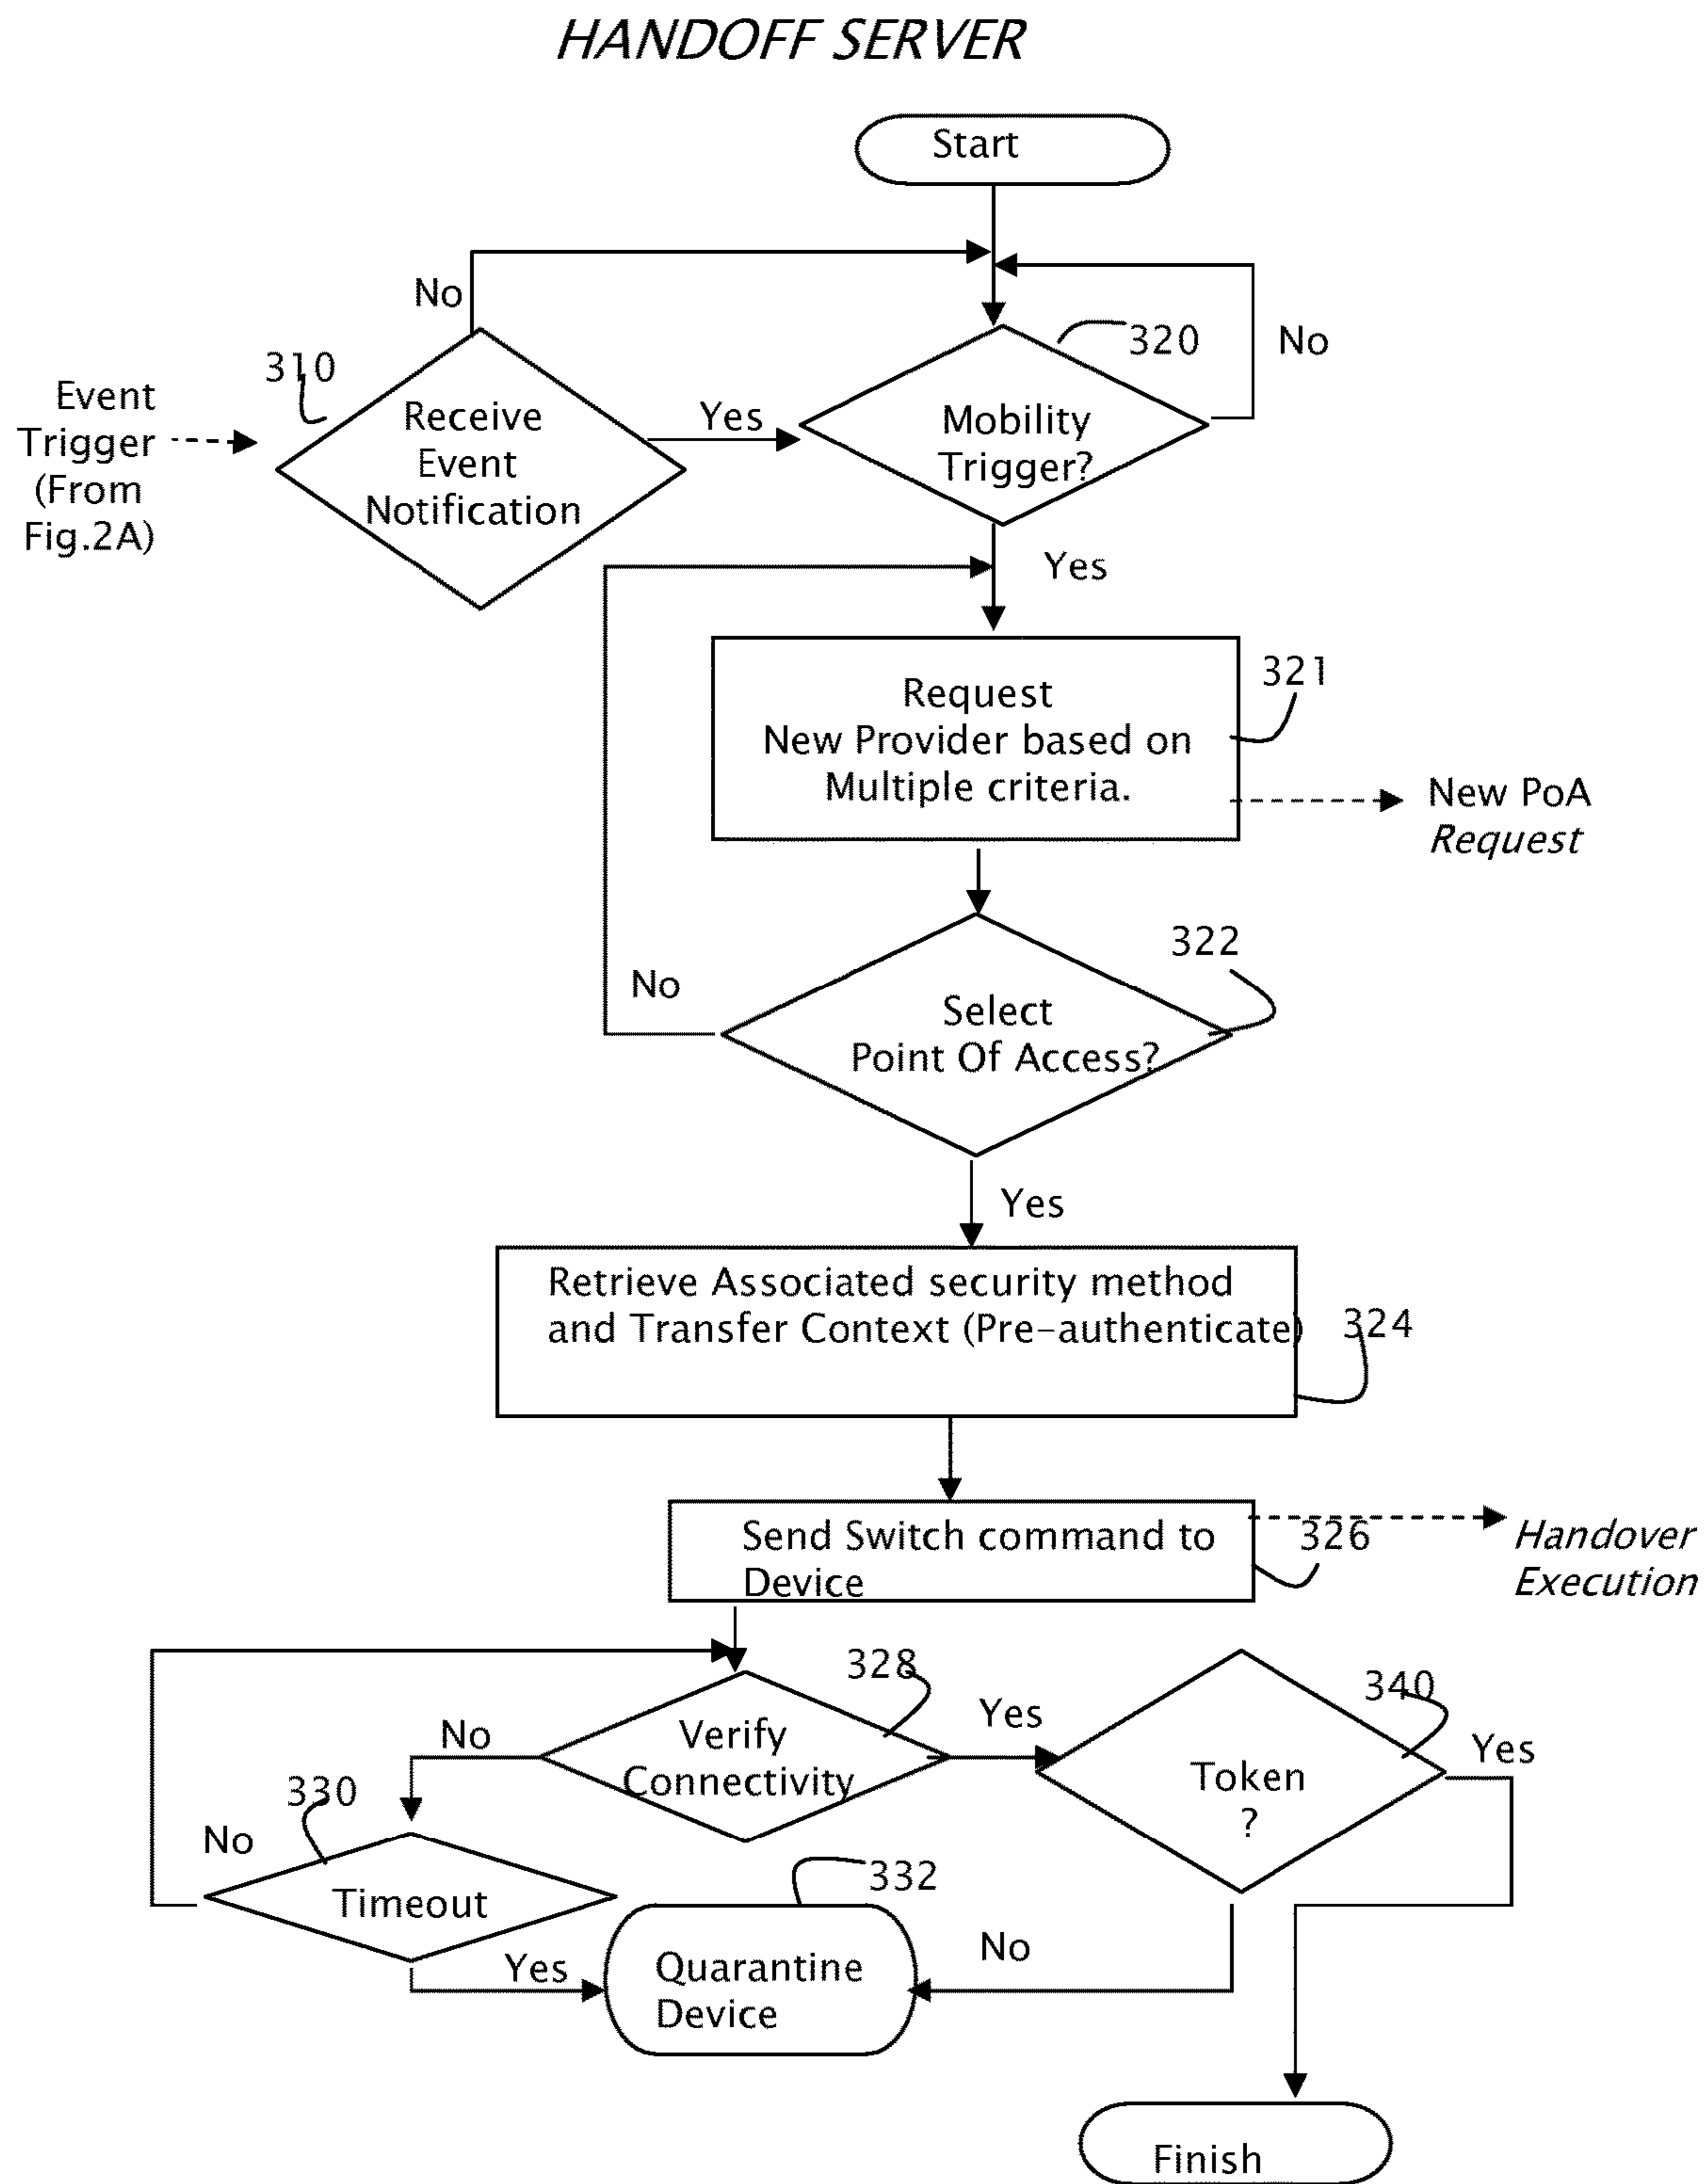 HANDOFF SERVER
Start
No
320
No
310
Event
Trigger
(From
Fig.2A)
Receive
Event
Notification
Yes
Mobility
Trigger?
Yes
321
Request
New Provider based on
Multiple criteria.
New PoA
Request
322
No
Select
Point Of Access?
Yes
Retrieve Associated security method
and Transfer Context (Pre-authenticate)
324
Send Switch command to
Device
326
Handover
Execution
328
340
No
Verify
Connectivity
Yes
Yes
Token
?
330
No
Timeout
332
Yes
Quarantine
Device
No
Finish